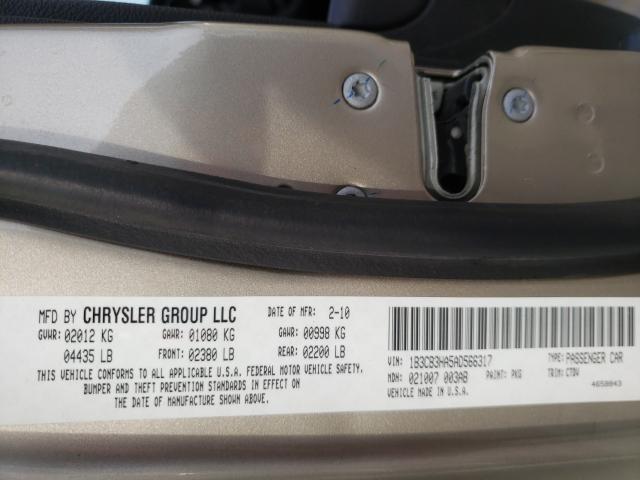 MFD BY CHRYSLER GROUP LLC DATE OF MFR: 2-10
GVWR: 02012 KG GAWR: 01080 KG GAWR: 00998 KG
04435 LB FRONT: 02380 LB REAR: 02200 LB
THIS VEHICLE CONFORMS TO ALL APPLICABLE U.S.A. FEDERAL MOTOR VEHICLE SAFETY,
BUMPER AND THEFT PREVENTION STANDARDS IN EFFECT ON
THE DATE OF MANUFACTURE SHOWN ABOVE.
VIN: 1B3CB3HA5AD566317 TYPE: PASSENGER CAR
MDH: 021007 003AB PAINT: PKG TRIM: CTDV
VEHICLE MADE IN U.S.A. 4658843